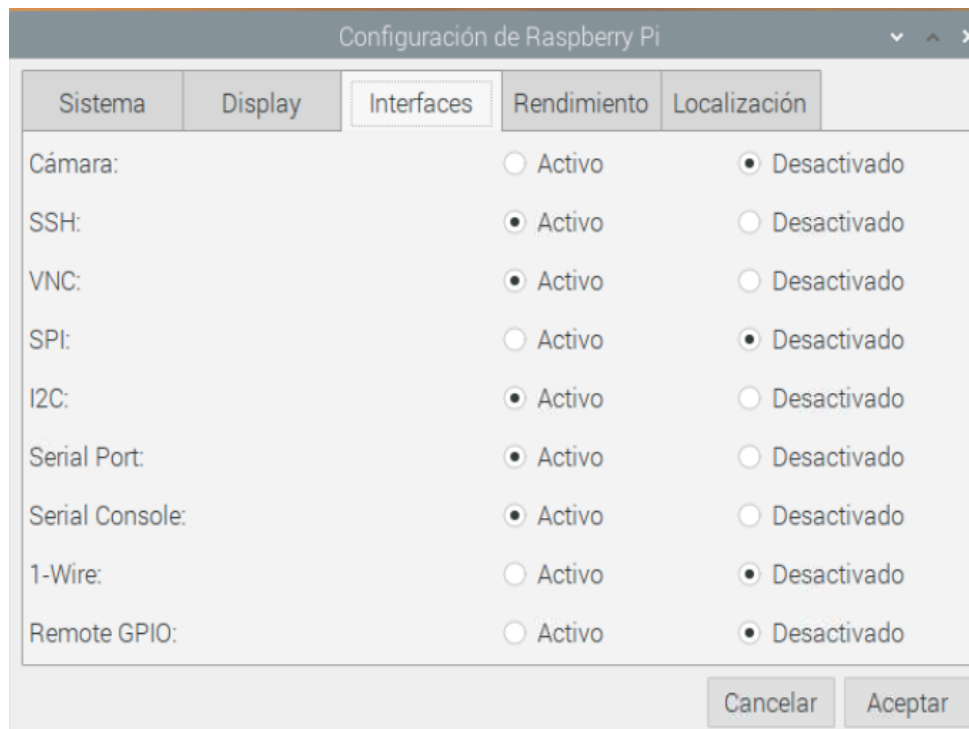 Configuración de Raspberry Pi
Sistema Display Interfaces Rendimiento Localización
Cámara: Activo Desactivado
SSH: Activo Desactivado
VNC: Activo Desactivado
SPI: Activo Desactivado
I2C: Activo Desactivado
Serial Port: Activo Desactivado
Serial Console: Activo Desactivado
1-Wire: Activo Desactivado
Remote GPIO: Activo Desactivado
Cancelar Aceptar